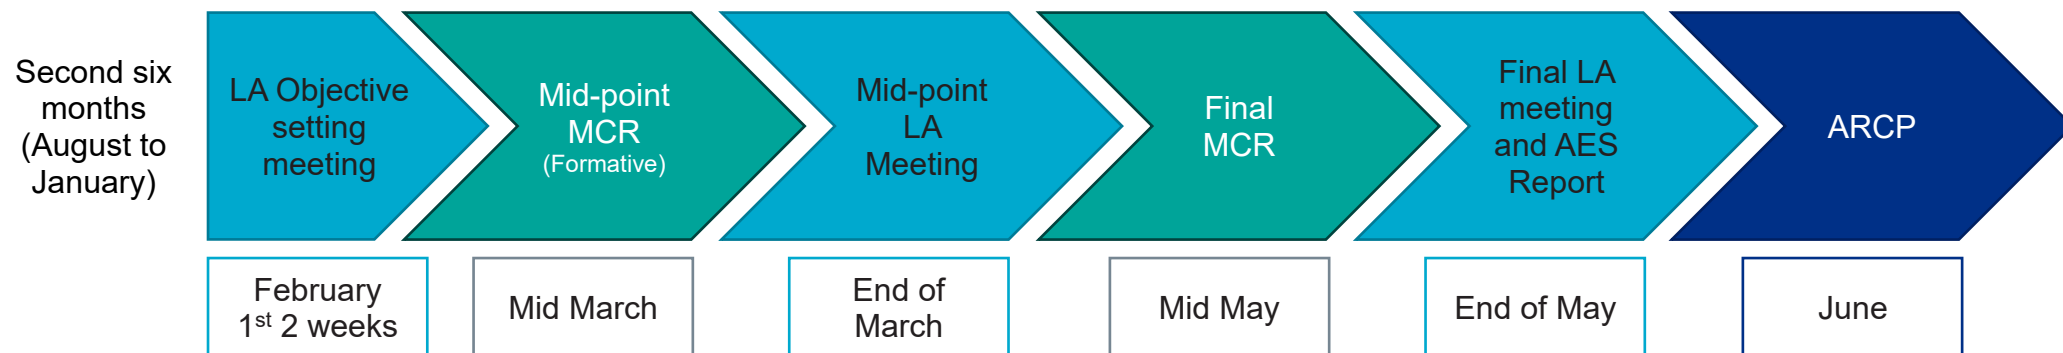 Second six
months
(August to
January)
LA Objective
setting
meeting
Mid-point
MCR
(Formative)
Mid-point
LA
Meeting
Final
MCR
Final LA
meeting
and AES
Report
ARCP
February
1st 2 weeks
Mid March
End of
March
Mid May
End of May
June